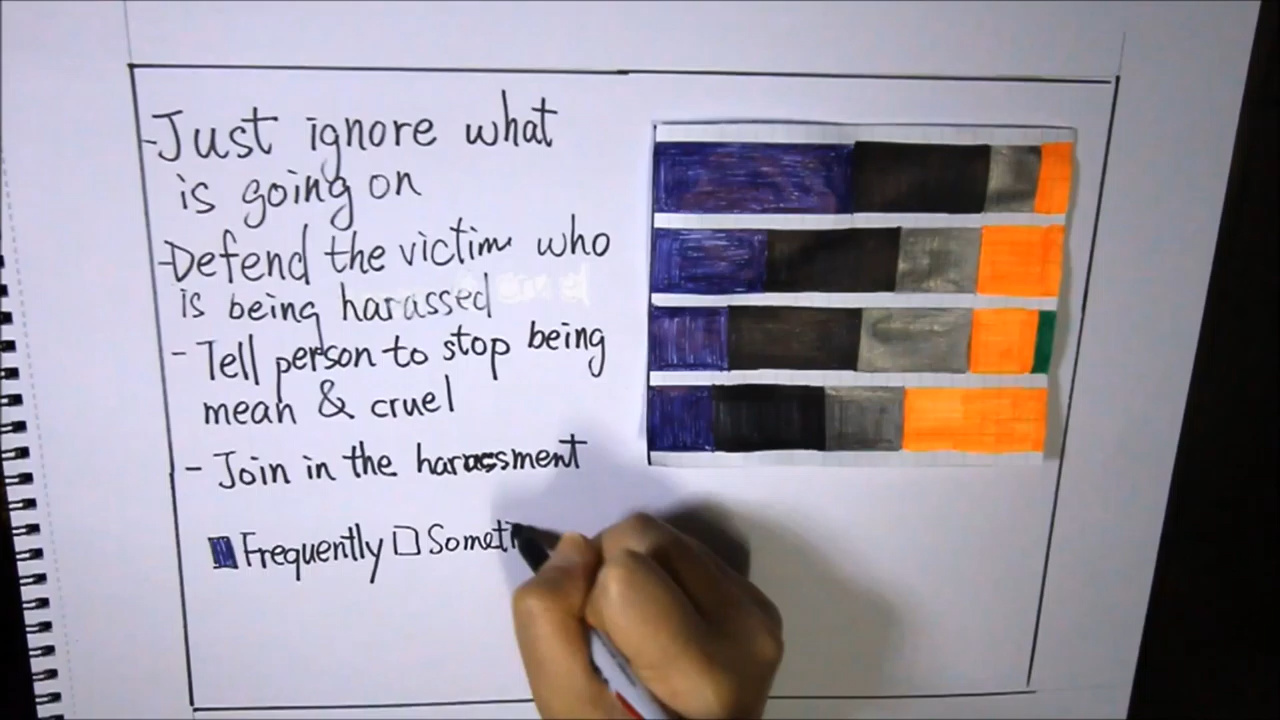 - Just ignore what
is going on
- Defend the victim who
is being harassed
- Tell person to stop being
mean & cruel
- Join in the harassment
Frequently Someti